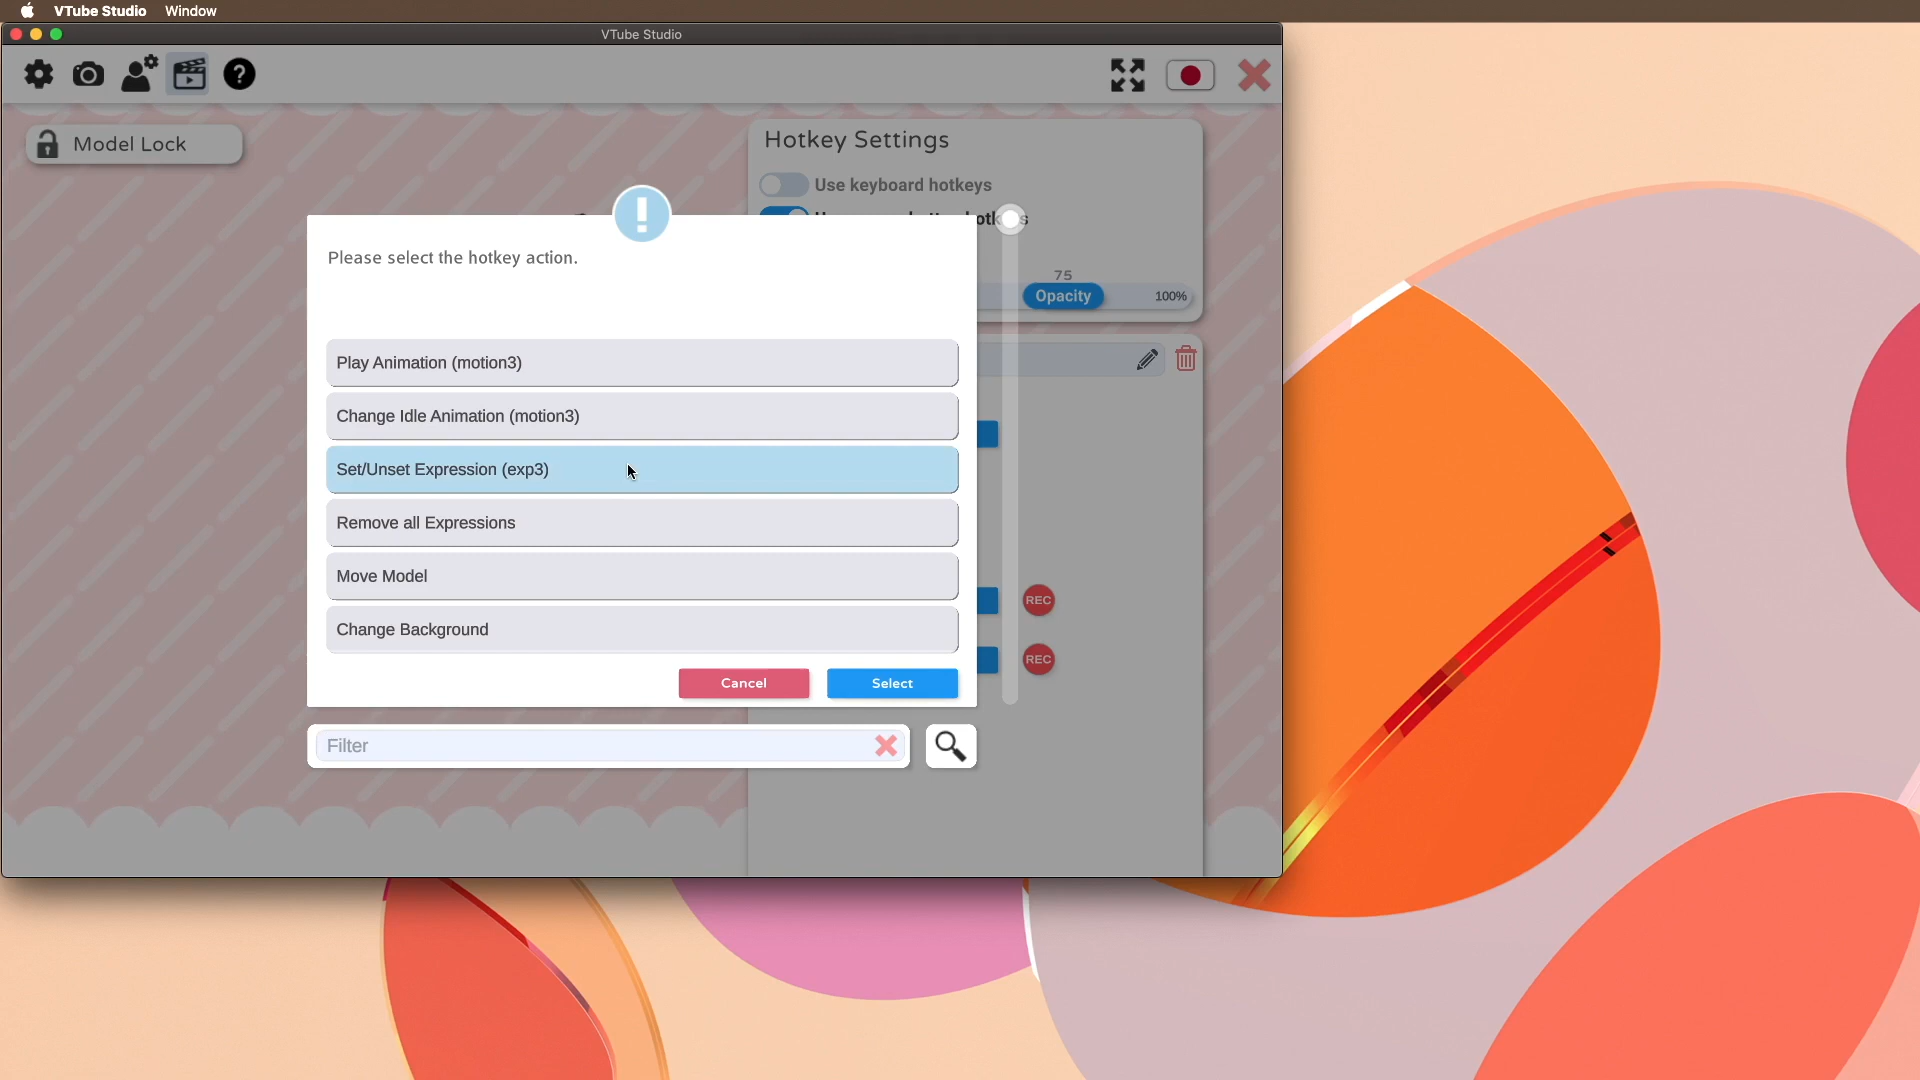 VTube Studio Window
VTube Studio
Model Lock
Hotkey Settings
Use keyboard hotkeys
Please select the hotkey action.
75
Opacity
100%
Play Animation (motion3)
Change Idle Animation (motion3)
Set/Unset Expression (exp3)
Remove all Expressions
Move Model
REC
Change Background
REC
Cancel
Select
Filter